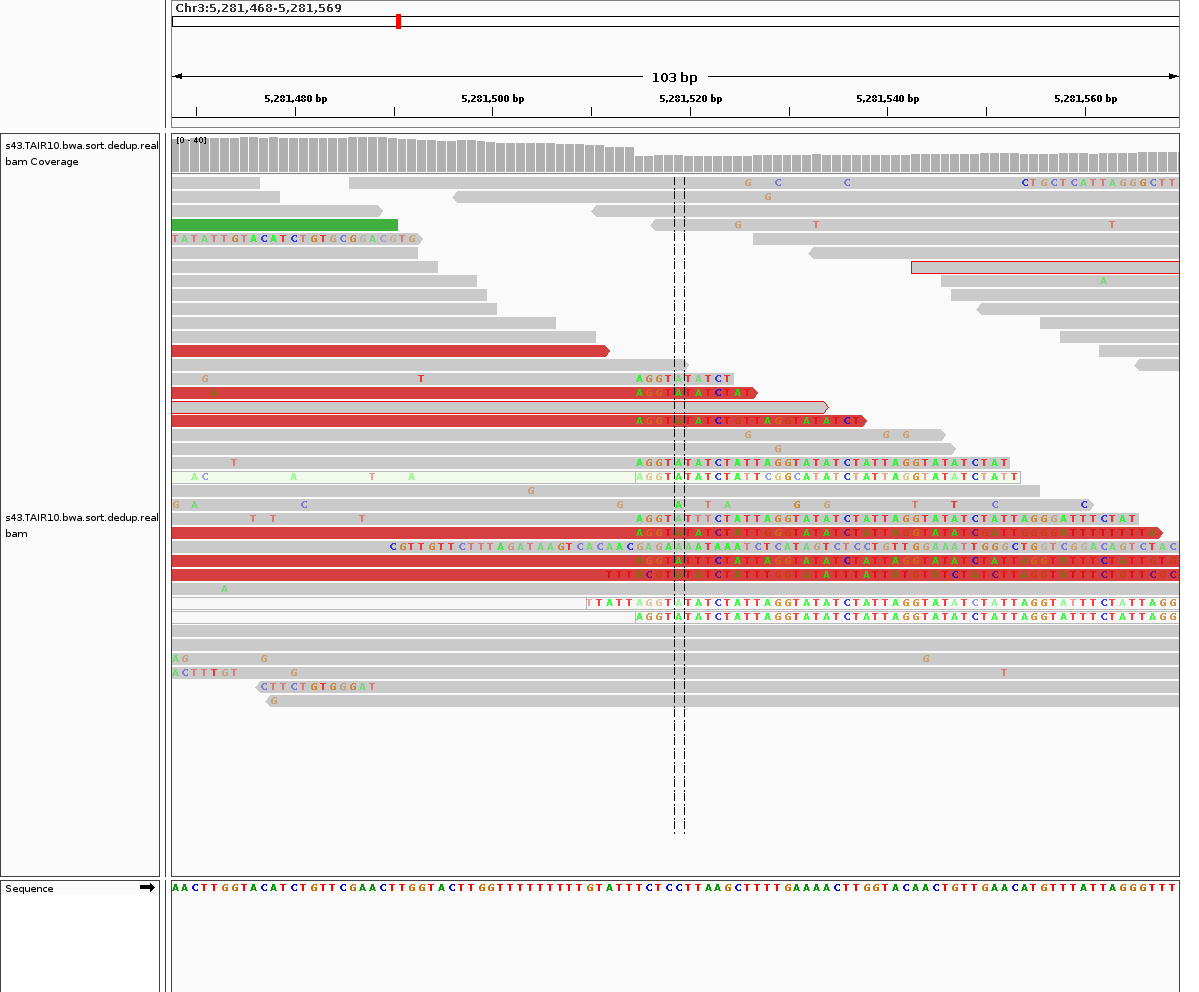 Chr3:5,281,468-5,281,569
103 bp
5,281,480 bp 5,281,500 bp 5,281,520 bp 5,281,540 bp 5,281,560 bp
s43.TAIR10.bwa.sort.dedup.real
bam Coverage
[0 - 40]
G C C CTGCTCATTAGGGCTT
G
G T T
TATATTGTACATCTGTGCGGACGTG
A
G T AGGTATATCT
AGGTATATCTAT
G G G
G
T AGGTATATCTATTAGGTATATCTATTAGGTATATCTAT
AC A T A AGGTATATCTATTCGGCATATCTATTAGGTATATCTATT
G
G A C G A T A G G T T C C
s43.TAIR10.bwa.sort.dedup.real
bam
T T T AGGTATTTCTATTAGGTATATCTATTAGGTATATCTATTAGGGATTTCTAT
A
TTATTAGGTATATCTATTAGGTATATCTATTAGGTATATCTATTAGGTATTTCTATTAGG
AGGTATATCTATTAGGTATATCTATTAGGTATATCTATTAGGTATTTCTATTAGG
AG G G
ACTTTGT G T
CTTCTGTGGGAT
G
Sequence
AACTTGGTACATCTGTTCGAACTTGGTACTTGGTTTTTTTTTGTATTTCTCCTTAAGCTTTTGAAAACTTGGTACAACTGTTGAACATGTTTATTAGGGTTT